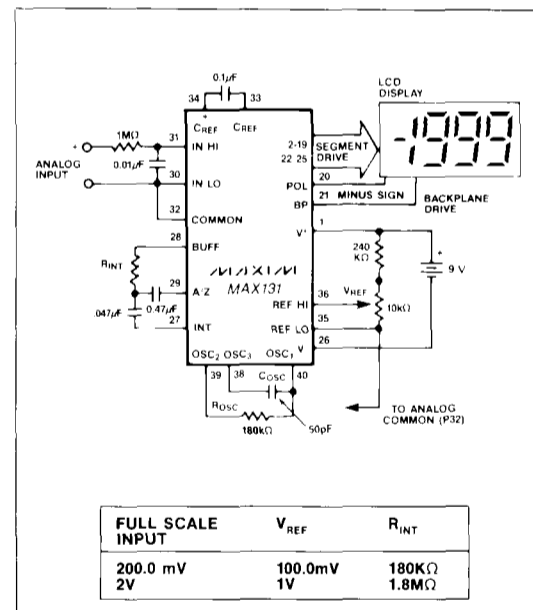 0.1µF
34 33
LCD
DISPLAY
-1999
+ 1MΩ 31
CREF CREF
IN HI
2-19
22 25
SEGMENT
DRIVE
ANALOG
INPUT
0.01µF
30 IN LO
20
POL
21 MINUS SIGN
BP
BACKPLANE
DRIVE
32
COMMON
1
V+
28
BUFF
240
KΩ
RINT
+
9 V
MAXIM
MAX131
29 A/Z
36
REF HI
VREF
10kΩ
.047µF
0.47µF
27 INT
35
REF LO
V
26
OSC2 OSC3 OSC1
39 38 40
COSC
ROSC
180kΩ
50pF
TO ANALOG
COMMON (P32)
FULL SCALE
INPUT
VREF RINT
200.0 mV 100.0mV 180KΩ
2V 1V 1.8MΩ